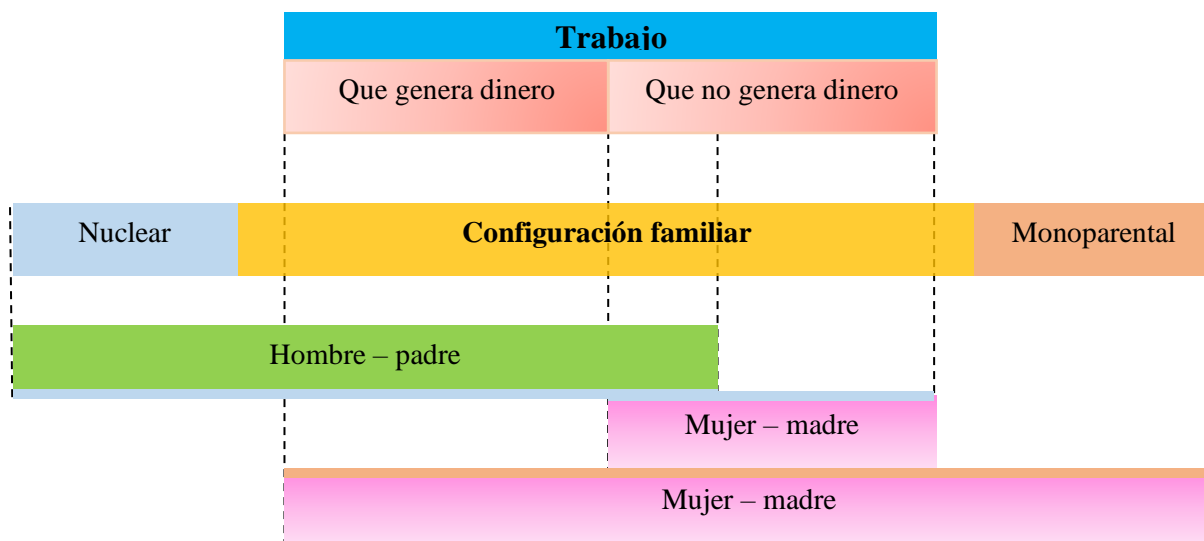 Trabajo
Que genera dinero
Que no genera dinero
Nuclear
Configuración familiar
Monoparental
Hombre – padre
Mujer – madre
Mujer – madre